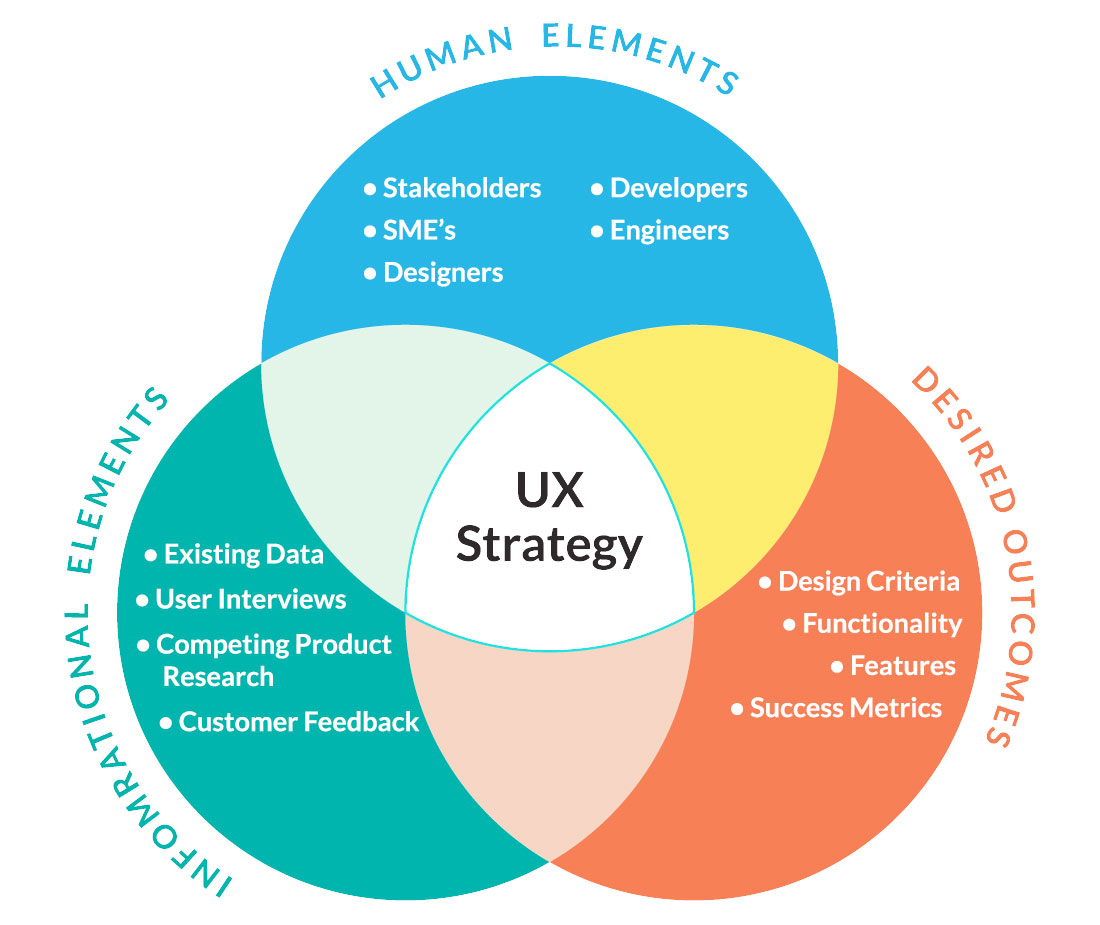 HUMAN ELEMENTS
• Stakeholders
• SME’s
• Designers
• Developers
• Engineers
UX
Strategy
INFOMRATIONAL ELEMENTS
• Existing Data
• User Interviews
• Competing Product
Research
• Customer Feedback
DESIRED OUTCOMES
• Design Criteria
• Functionality
• Features
• Success Metrics